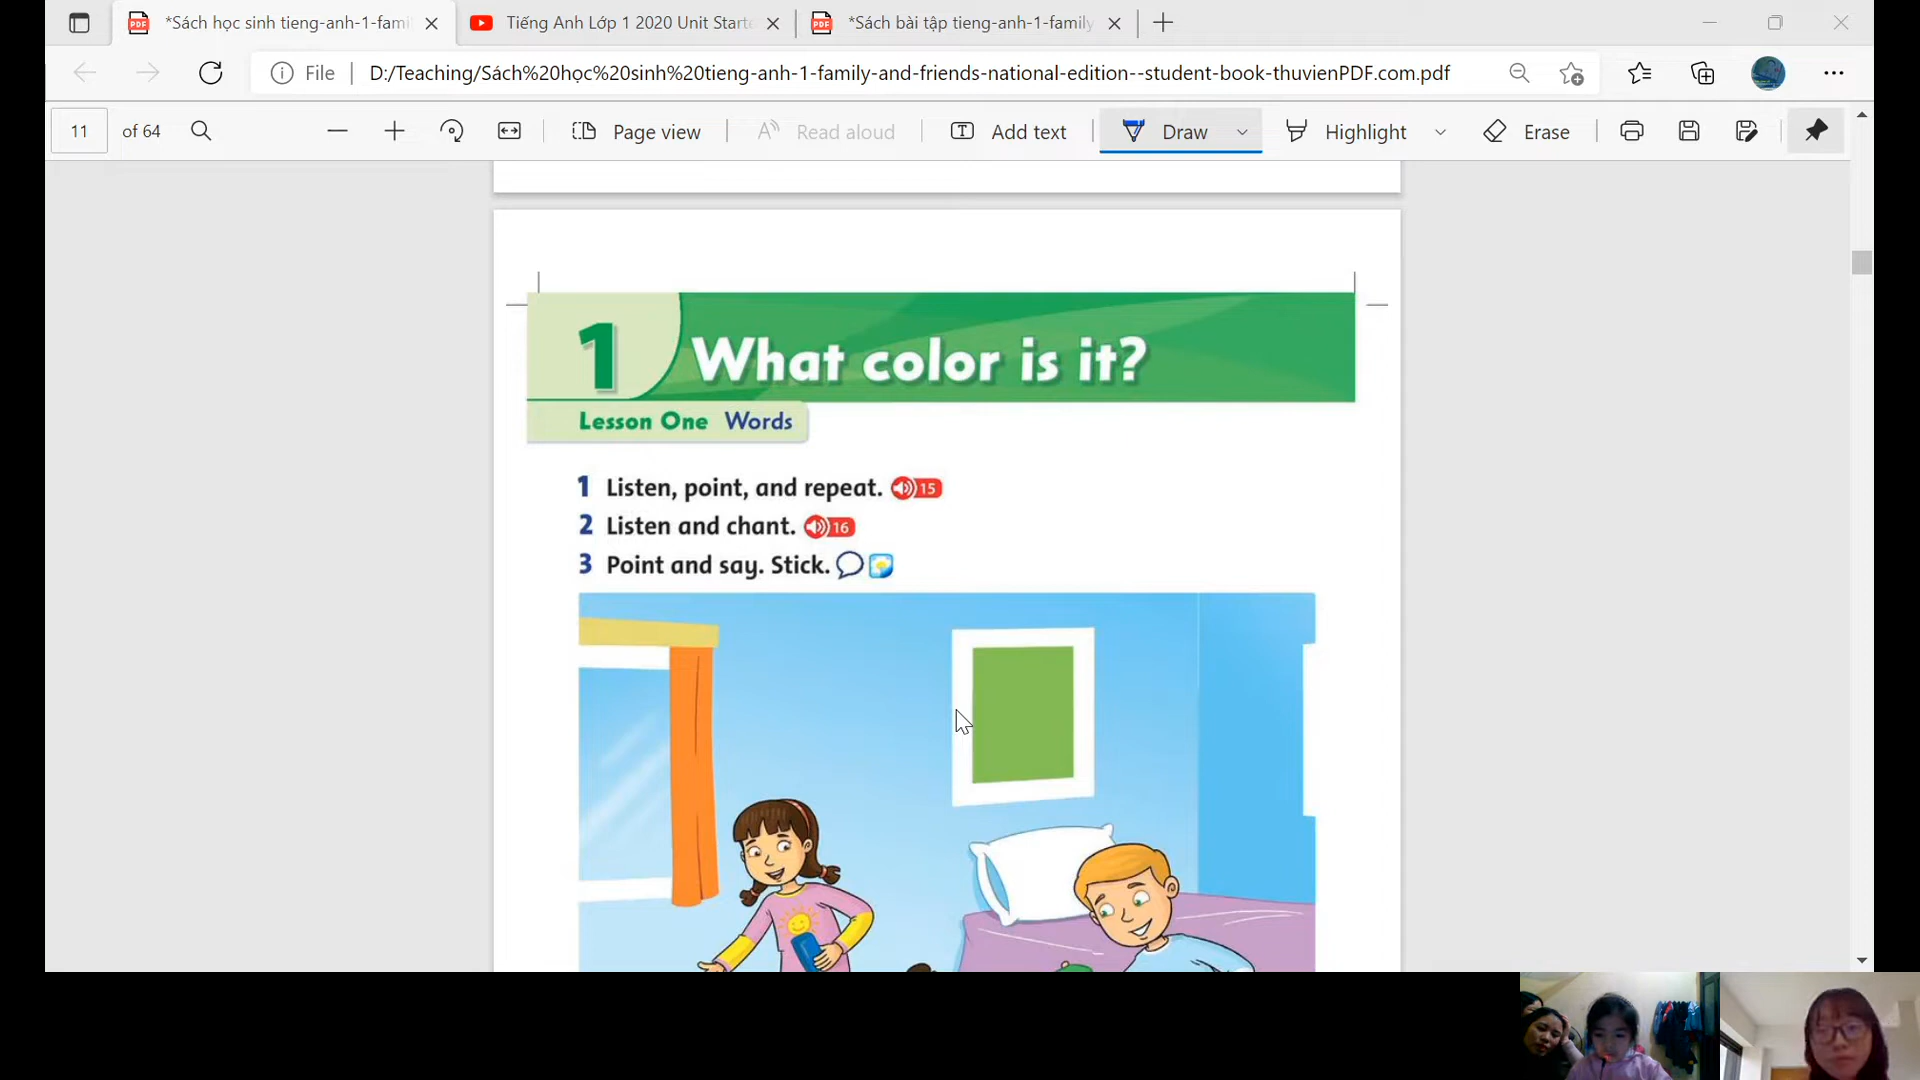 *Sách học sinh tieng-anh-1-fami
Tiếng Anh Lớp 1 2020 Unit Starte
*Sách bài tập tieng-anh-1-family
File
D:/Teaching/Sách%20học%20sinh%20tieng-anh-1-family-and-friends-national-edition--student-book-thuvienPDF.com.pdf
11 of 64
Page view
Read aloud
Add text
Draw
Highlight
Erase
1 What color is it?
Lesson One Words
1 Listen, point, and repeat. 15
2 Listen and chant. 16
3 Point and say. Stick.